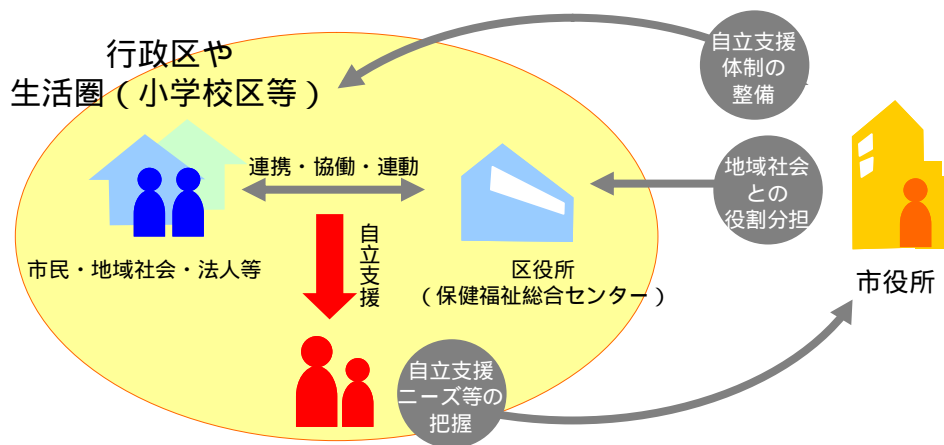 行政区や
生活圏（小学校区等）
自立支援
体制の
整備
連携・協働・連動
地域社会
との
役割分担
自立支援
市民・地域社会・法人等
区役所
（保健福祉総合センター）
市役所
自立支援
ニーズ等の
把握